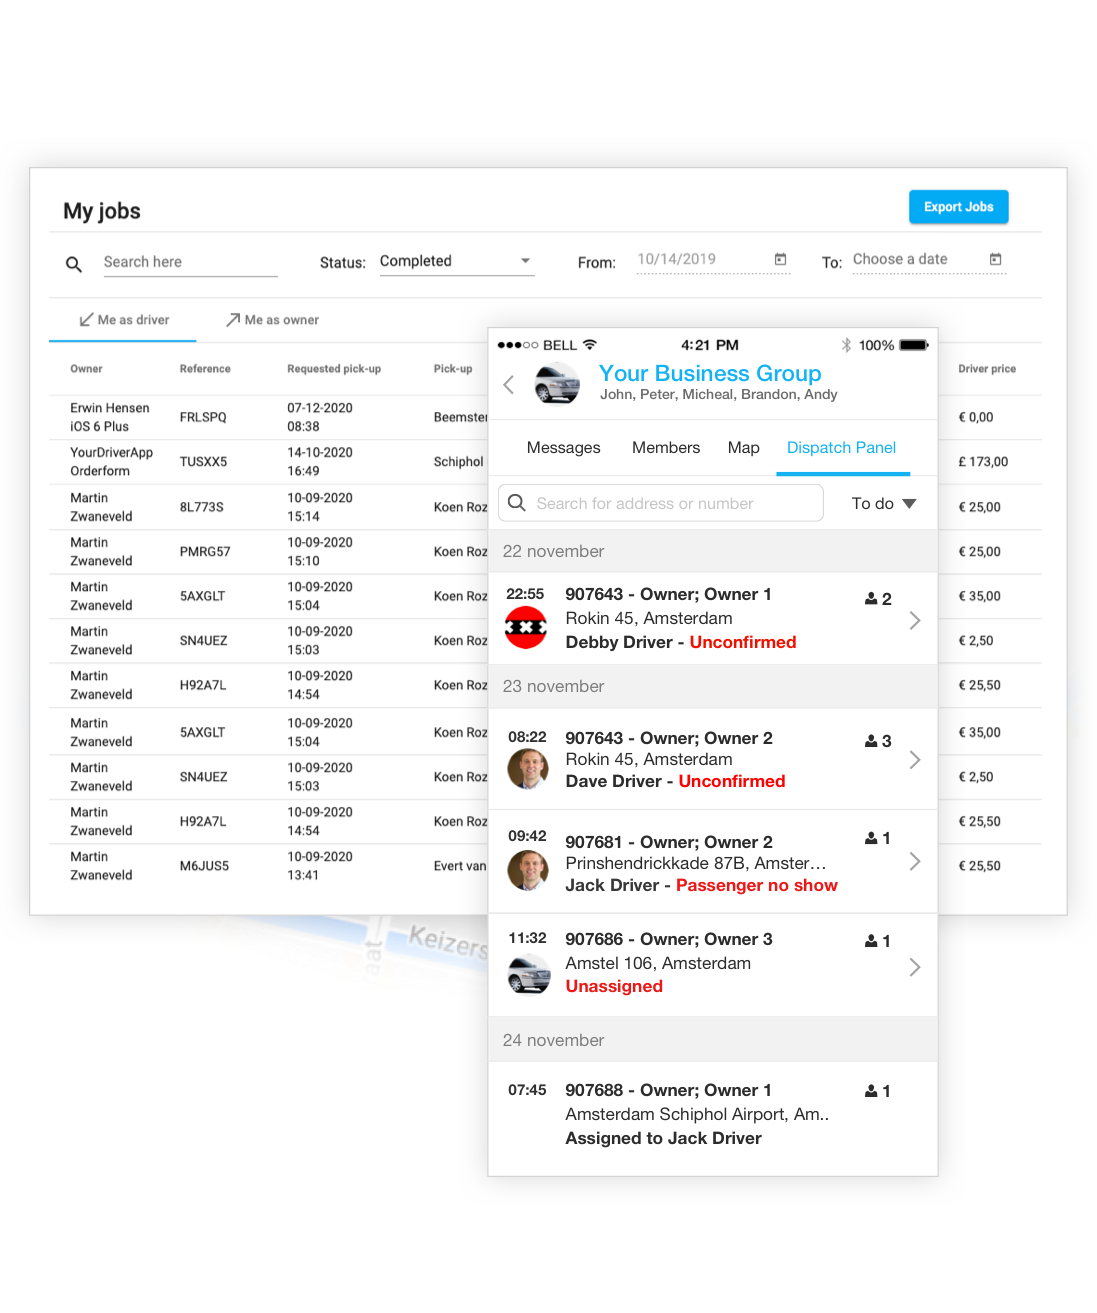 My jobs
Export Jobs
Search here
Status: Completed
From: 10/14/2019
To: Choose a date
Me as driver
Me as owner
Owner Reference Requested pick-up Pick-up Driver price
Erwin Hensen
iOS 6 Plus
FRLSPQ
07-12-2020
08:38
Beemster
€ 0,00
YourDriverApp
Orderform
TUSXX5
14-10-2020
16:49
Schiphol
£ 173,00
Martin
Zwaneveld
8L773S
10-09-2020
15:14
Koen Roz
€ 25,00
Martin
Zwaneveld
PMRG57
10-09-2020
15:10
Koen Roz
€ 25,00
Martin
Zwaneveld
5AXGLT
10-09-2020
15:04
Koen Roz
€ 35,00
Martin
Zwaneveld
SN4UEZ
10-09-2020
15:03
Koen Roz
€ 2,50
Martin
Zwaneveld
H92A7L
10-09-2020
14:54
Koen Roz
€ 25,50
Martin
Zwaneveld
5AXGLT
10-09-2020
15:04
Koen Roz
€ 35,00
Martin
Zwaneveld
SN4UEZ
10-09-2020
15:03
Koen Roz
€ 2,50
Martin
Zwaneveld
H92A7L
10-09-2020
14:54
Koen Roz
€ 25,50
Martin
Zwaneveld
M6JUS5
10-09-2020
13:41
Evert van
€ 25,50
Keizers
aat
BELL 4:21 PM 100%
Your Business Group
John, Peter, Micheal, Brandon, Andy
Messages Members Map Dispatch Panel
Search for address or number
To do
22 november
22:55
907643 - Owner; Owner 1
2
Rokin 45, Amsterdam
Debby Driver - Unconfirmed
23 november
08:22
907643 - Owner; Owner 2
3
Rokin 45, Amsterdam
Dave Driver - Unconfirmed
09:42
907681 - Owner; Owner 2
1
Prinshendrickkade 87B, Amster...
Jack Driver - Passenger no show
11:32
907686 - Owner; Owner 3
1
Amstel 106, Amsterdam
Unassigned
24 november
07:45
907688 - Owner; Owner 1
1
Amsterdam Schiphol Airport, Am..
Assigned to Jack Driver